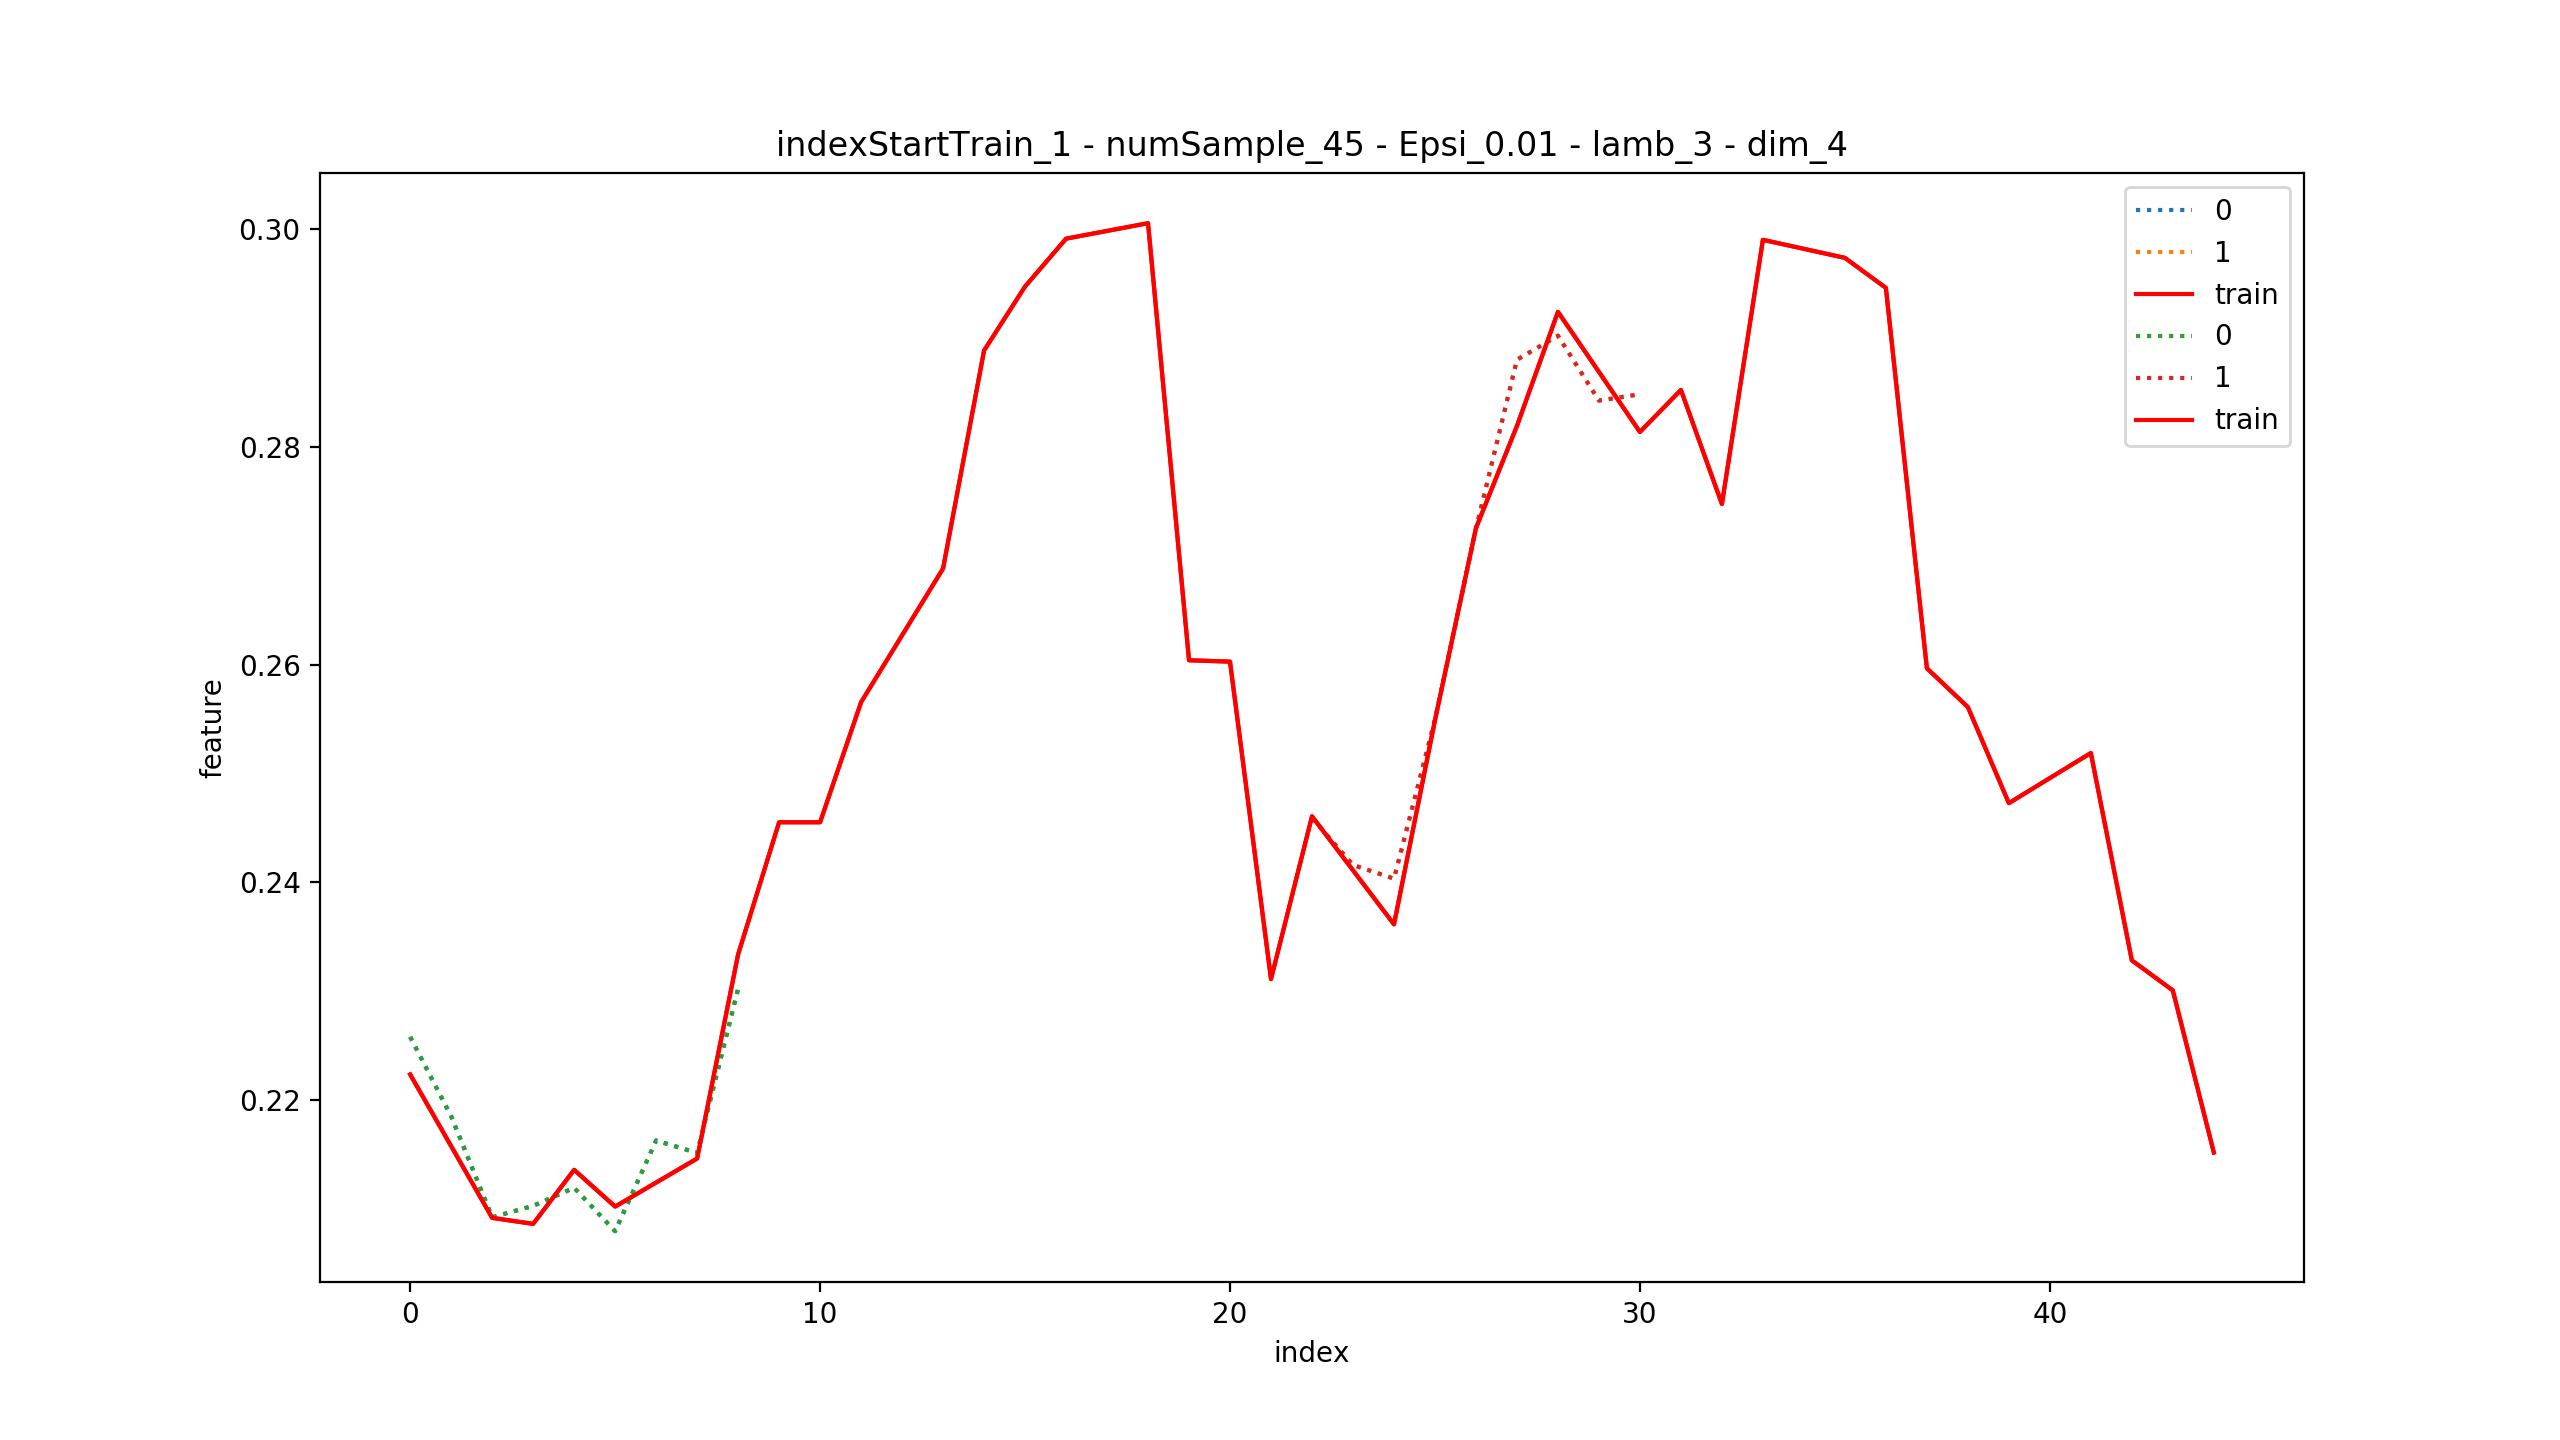 indexStartTrain_1 - numSample_45 - Epsi_0.01 - lamb_3 - dim_4
0
1
train
0
1
train
0.30
0.28
0.26
0.24
0.22
feature
0 10 20 30 40
index